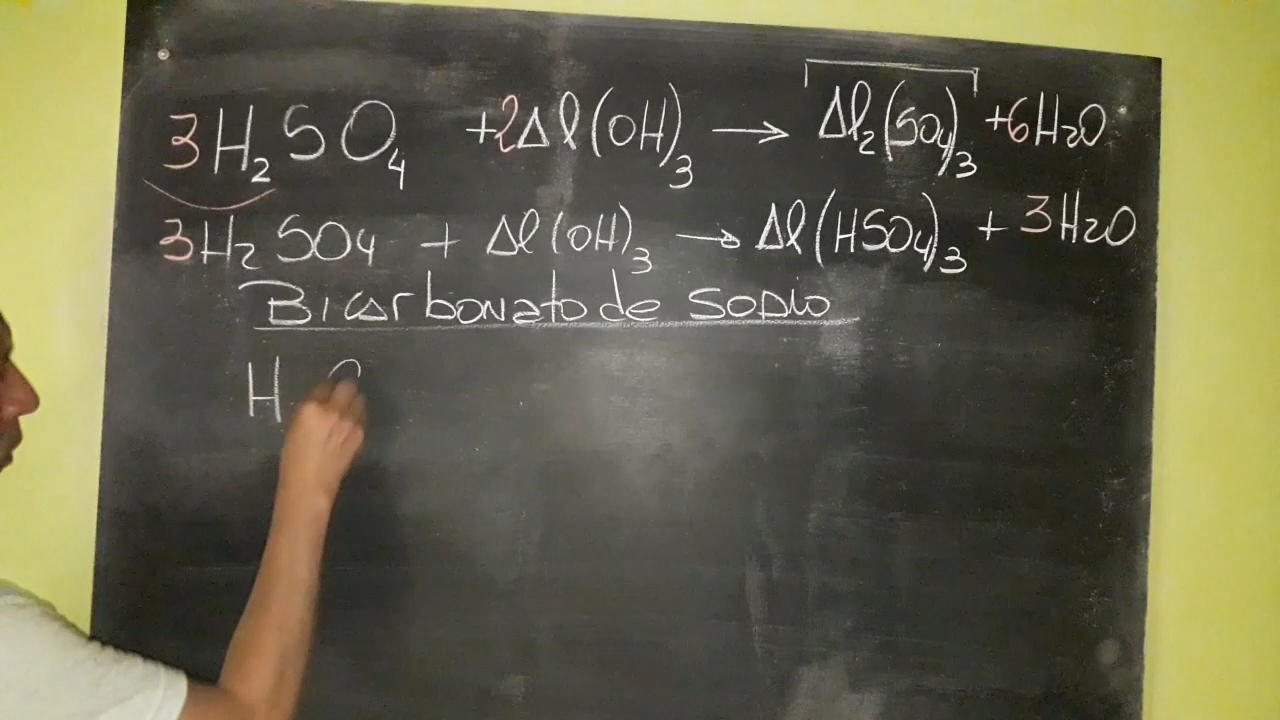 3H₂SO₄ + 2Al(OH)₃ → Al₂(SO₄)₃ + 6H₂O
3H₂SO₄ + Al(OH)₃ → Al(HSO₄)₃ + 3H₂O
Bicarbonato de Sodio
H